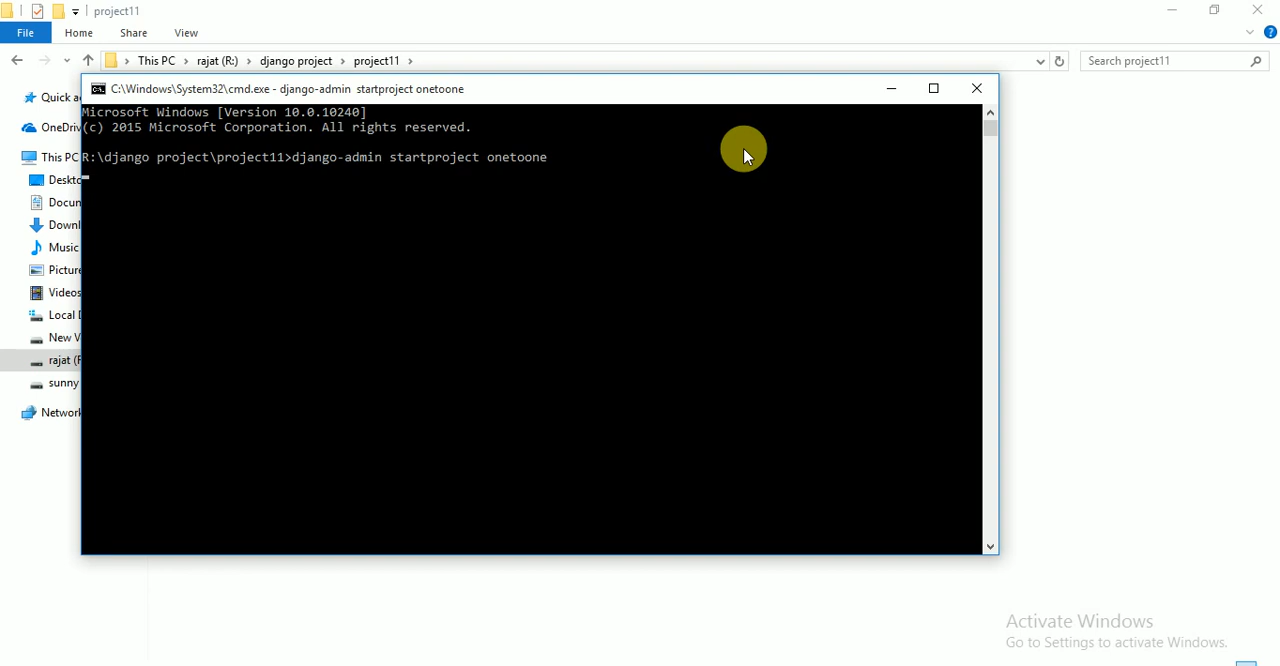 project11
File Home Share View
This PC rajat (R:) django project project11
Search project11
C:\Windows\System32\cmd.exe - django-admin startproject onetoone
Microsoft Windows [Version 10.0.10240]
(c) 2015 Microsoft Corporation. All rights reserved.
R:\django project\project11>django-admin startproject onetoone
Quick a
OneDriv
This PC
Deskto
Docun
Downl
Music
Picture
Videos
Local D
New V
rajat (R
sunny
Network
Activate Windows
Go to Settings to activate Windows.